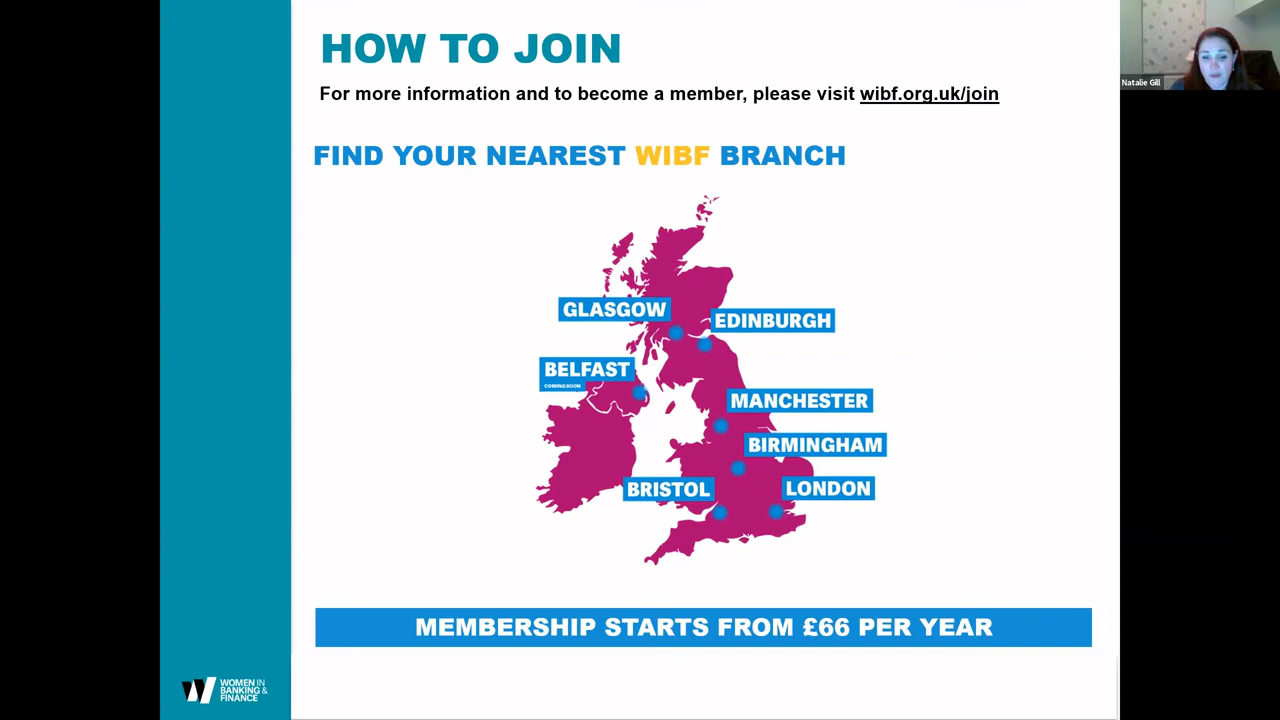 HOW TO JOIN
For more information and to become a member, please visit wibf.org.uk/join
Natalie Gill
FIND YOUR NEAREST WIBF BRANCH
GLASGOW
EDINBURGH
BELFAST
COMING SOON
MANCHESTER
BIRMINGHAM
BRISTOL
LONDON
MEMBERSHIP STARTS FROM £66 PER YEAR
WOMEN IN
BANKING &
FINANCE